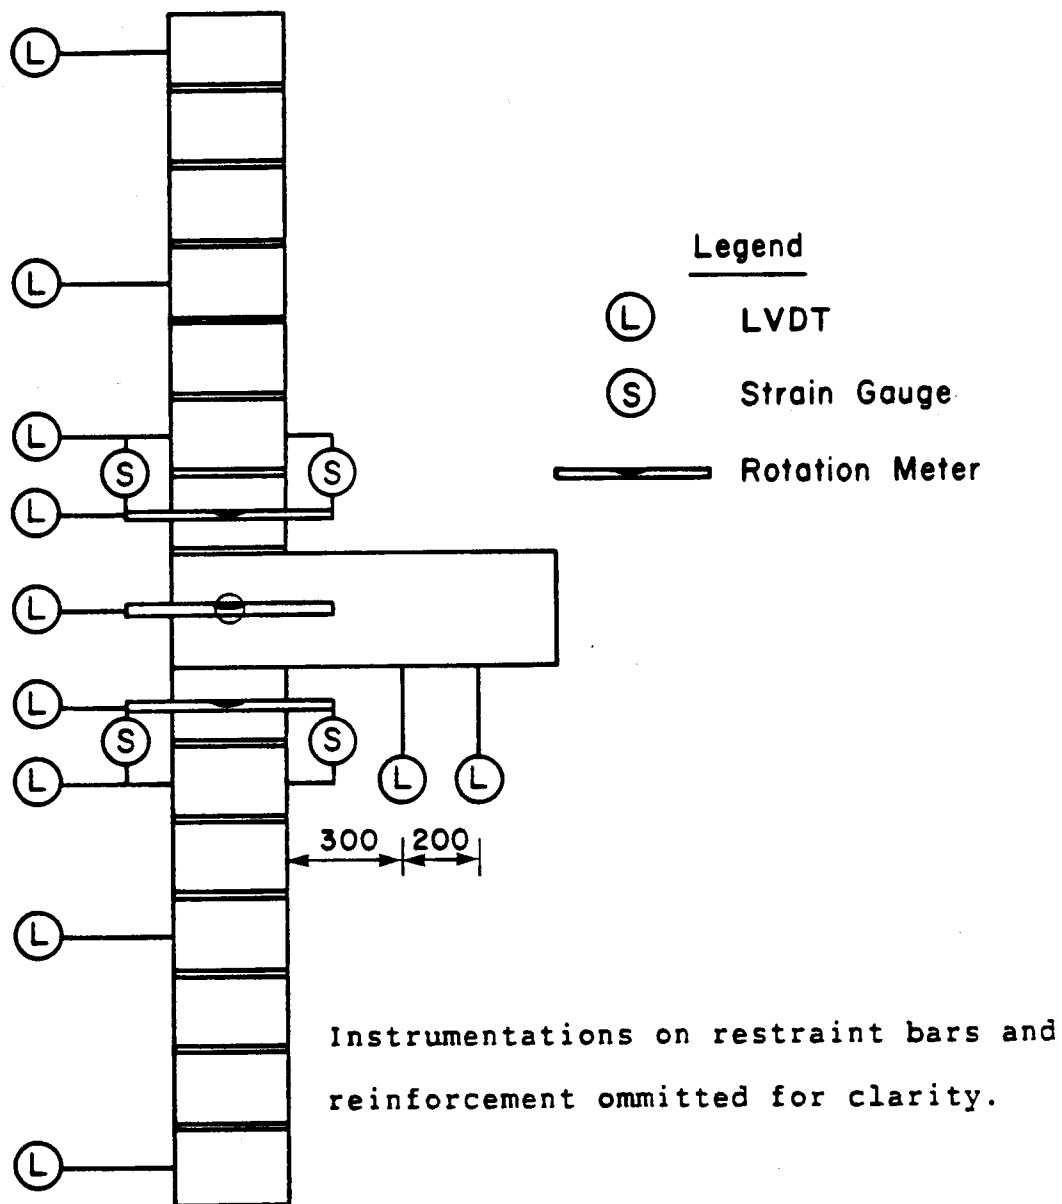 L
L
L
S
S
L
L
L
S
S
L
L
L
300
200
L
L
Legend
L
LVDT
S
Strain Gauge
Rotation Meter
Instrumentations on restraint bars and
reinforcement ommitted for clarity.